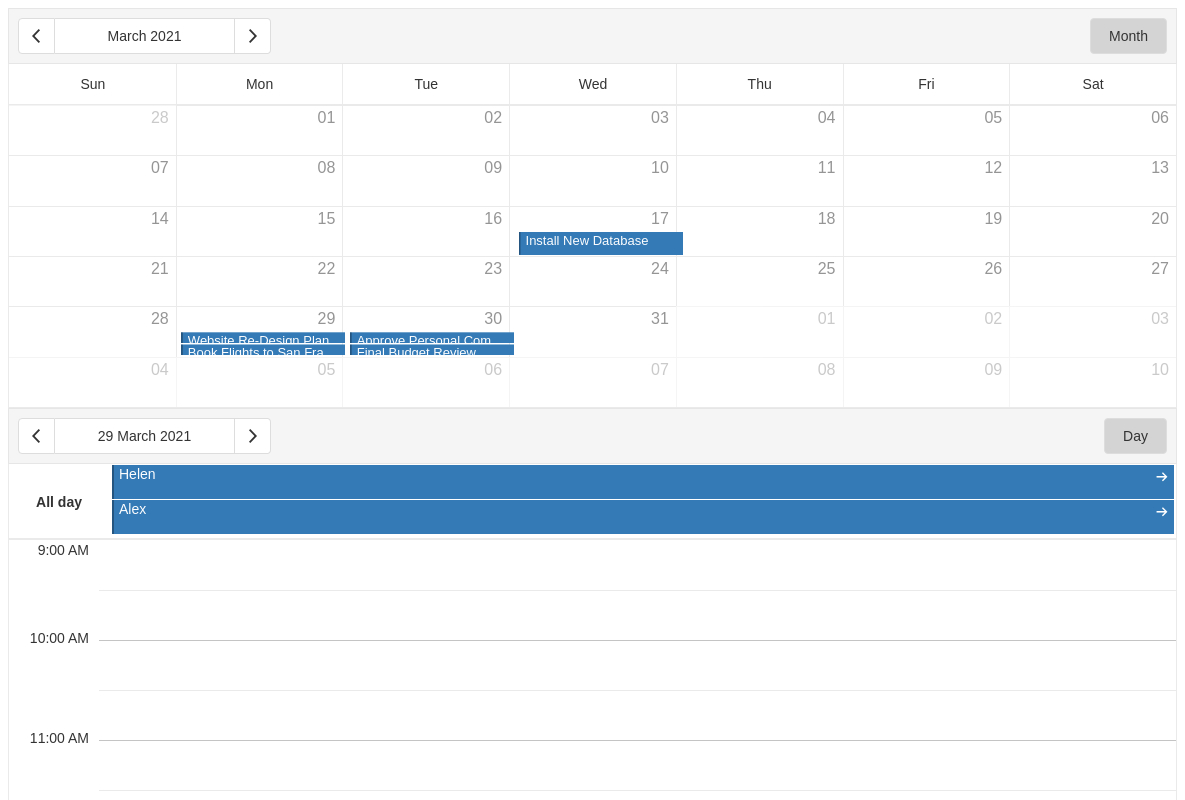 March 2021 Month
Sun Mon Tue Wed Thu Fri Sat
28 01 02 03 04 05 06
07 08 09 10 11 12 13
14 15 16 17 18 19 20
Install New Database
21 22 23 24 25 26 27
28 29 30 31 01 02 03
Website Re-Design Plan Approve Personal Com
Book Flights to San Fra Final Budget Review
04 05 06 07 08 09 10
29 March 2021 Day
All day
Helen
Alex
9:00 AM
10:00 AM
11:00 AM